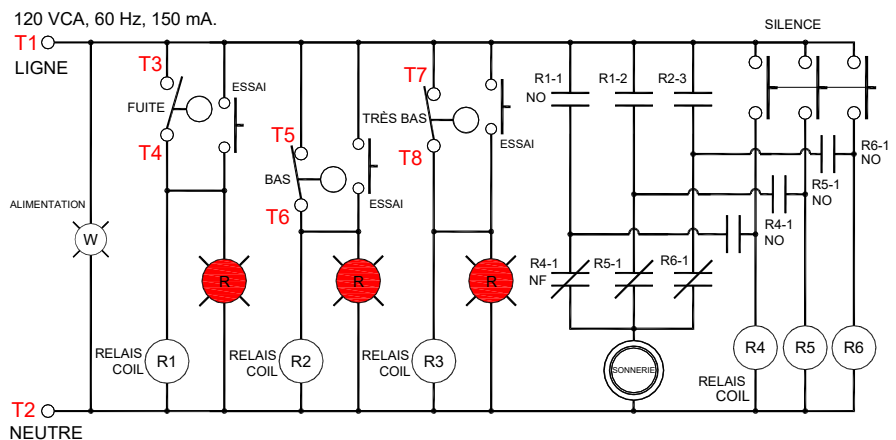 120 VCA, 60 Hz, 150 mA.
T1
LIGNE
SILENCE
T3
FUITE
T4
ESSAI
T5
BAS
T6
ESSAI
T7
TRÈS BAS
T8
ESSAI
R1-1
NO
R1-2
R2-3
R6-1
NO
R5-1
NO
R4-1
NO
ALIMENTATION
W
R
R
R
R4-1
NF
R5-1
R6-1
RELAIS
COIL
R1
RELAIS
COIL
R2
RELAIS
COIL
R3
SONNERIE
R4
R5
R6
RELAIS
COIL
T2
NEUTRE